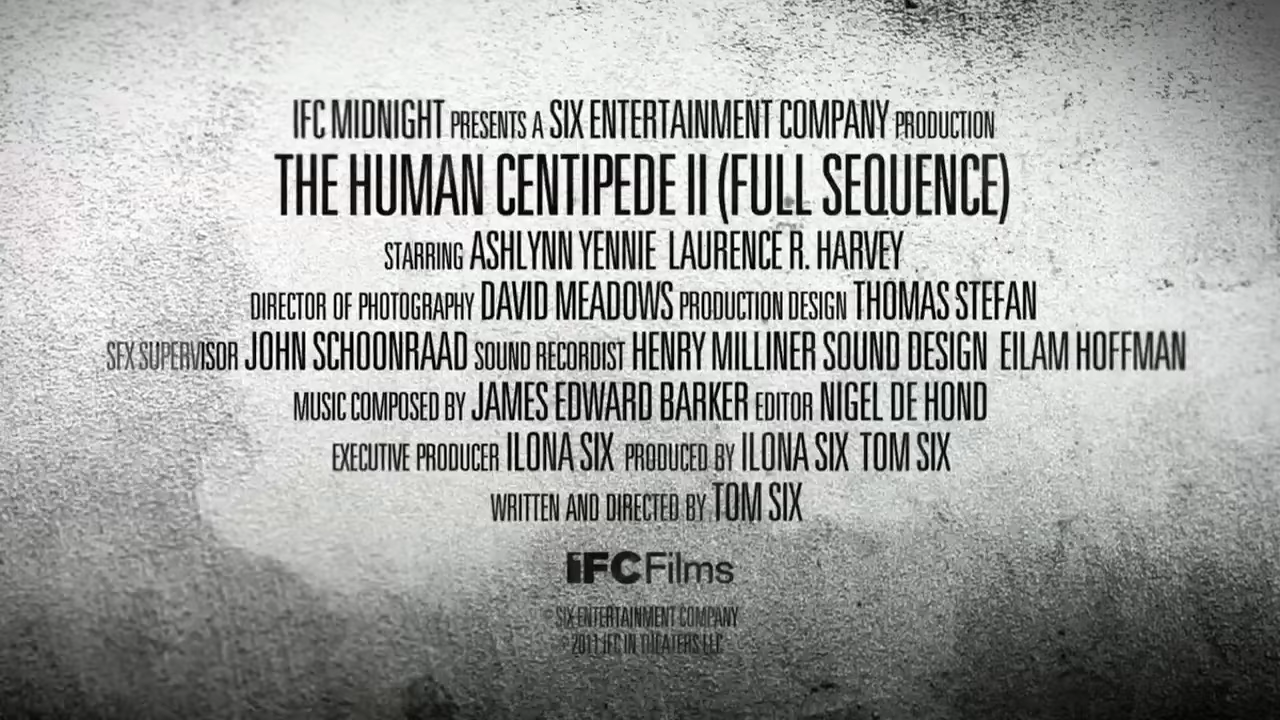 IFC MIDNIGHT PRESENTS A SIX ENTERTAINMENT COMPANY PRODUCTION
THE HUMAN CENTIPEDE II (FULL SEQUENCE)
STARRING ASHLYNN YENNIE LAURENCE R. HARVEY
DIRECTOR OF PHOTOGRAPHY DAVID MEADOWS PRODUCTION DESIGN THOMAS STEFAN
SFX SUPERVISOR JOHN SCHOONRAAD SOUND RECORDIST HENRY MILLINER SOUND DESIGN EILAM HOFFMAN
MUSIC COMPOSED BY JAMES EDWARD BARKER EDITOR NIGEL DE HOND
EXECUTIVE PRODUCER ILONA SIX PRODUCED BY ILONA SIX TOM SIX
WRITTEN AND DIRECTED BY TOM SIX
IFC Films
© SIX ENTERTAINMENT COMPANY
© 2011 IFC IN THEATERS LLC